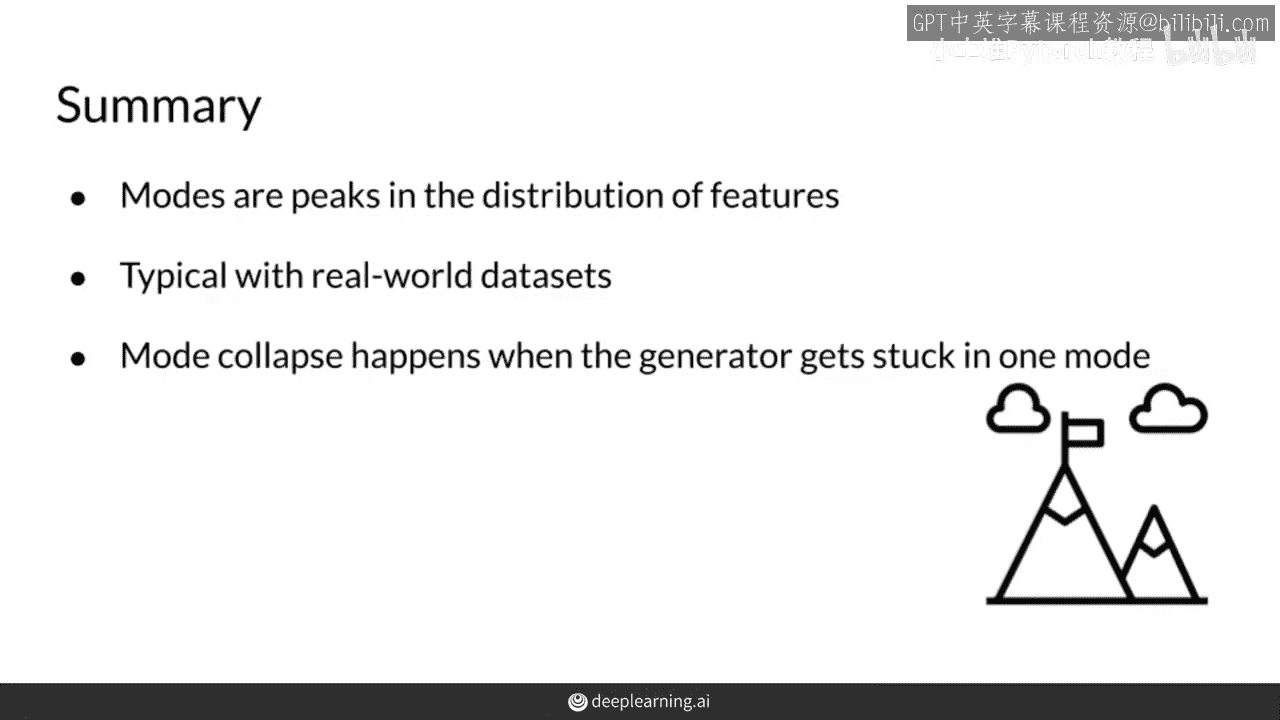 GPT中英字幕课程资源@bilibili.com
小土堆Pytorch教程 bilibili
Summary
● Modes are peaks in the distribution of features
● Typical with real-world datasets
● Mode collapse happens when the generator gets stuck in one mode
deeplearning.ai